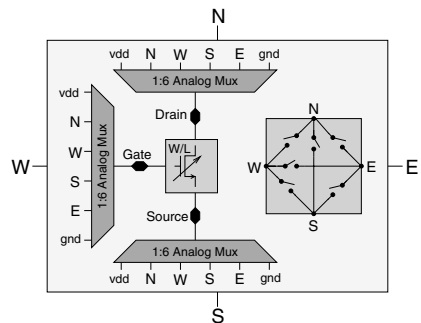 N
vdd N W S E gnd
1:6 Analog Mux
Drain
vdd
N
W
S
E
gnd
1:6 Analog Mux
Gate
W/L
Source
1:6 Analog Mux
vdd N W S E gnd
N
W
E
S
W
E
S